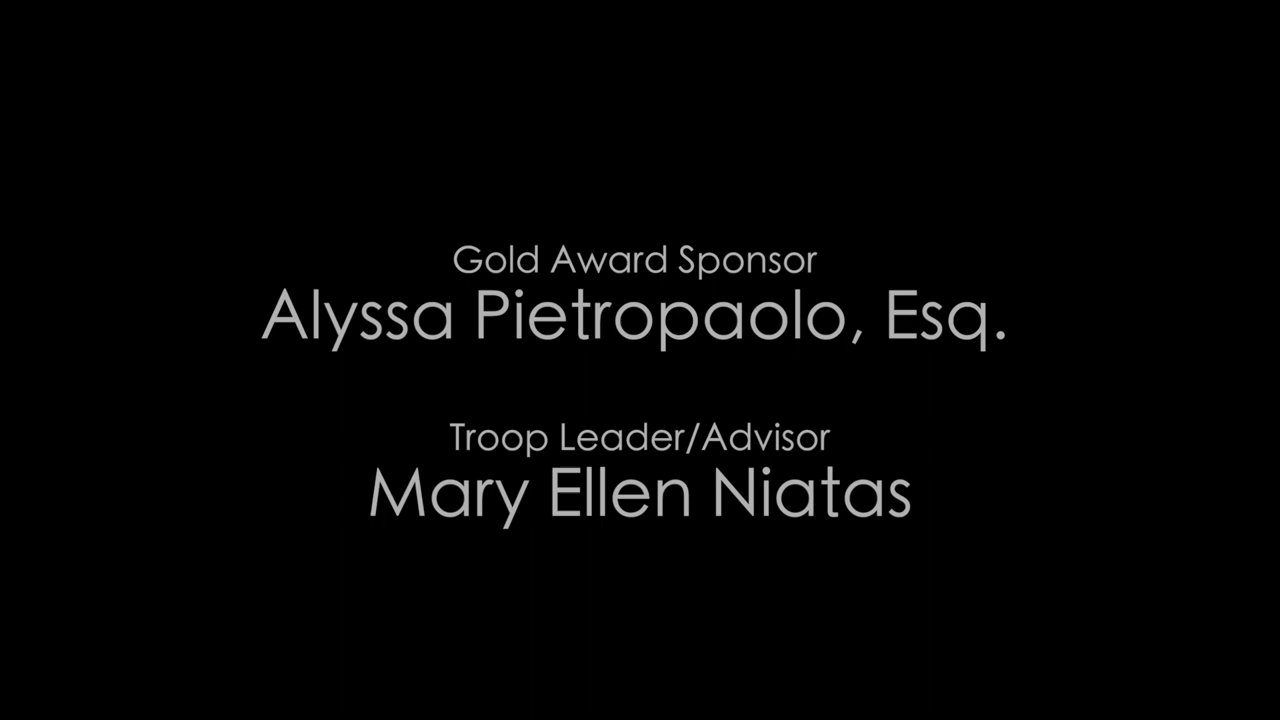 Gold Award Sponsor
Alyssa Pietropaolo, Esq.
Troop Leader/Advisor
Mary Ellen Niatas